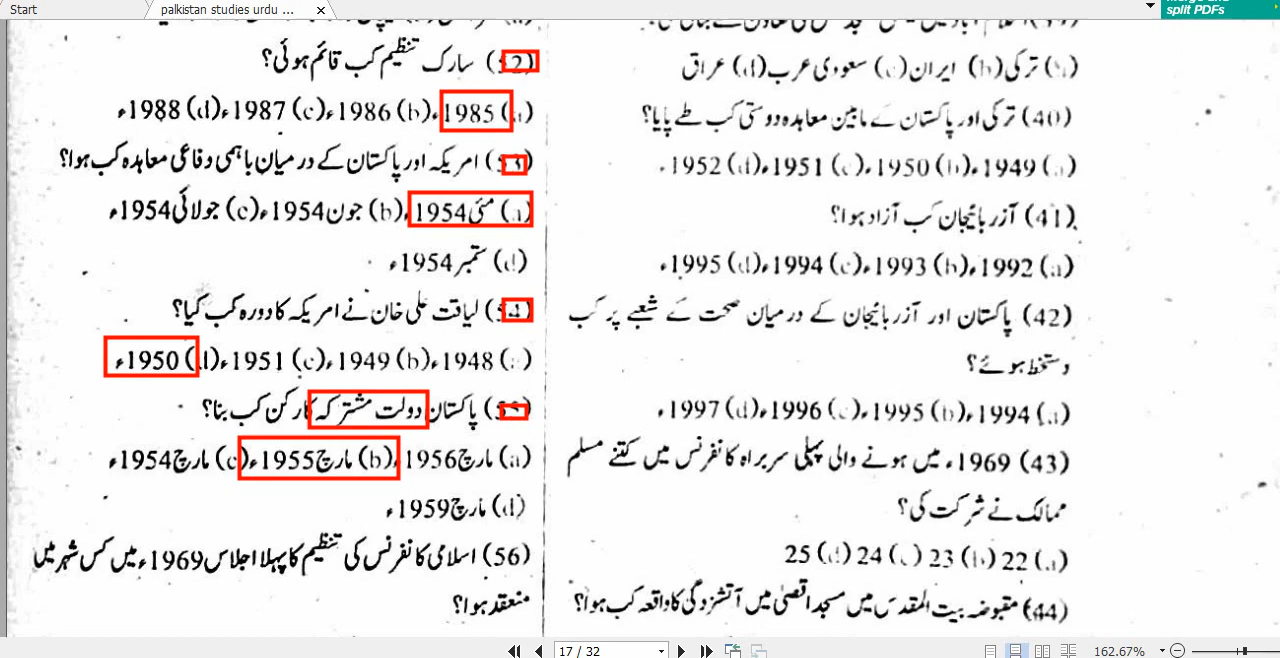 Start
palkistan studies urdu ...
split PDFs
(a) ترکی (b) ایران (c) سعودی عرب (d) عراق
(40) ترکی اور پاکستان کے مابین معاہدہ دوستی کب طے پایا؟
(a) 1949ء (b) 1950ء (c) 1951ء (d) 1952ء
(41) آزربائیجان کب آزاد ہوا؟
(a) 1992ء (b) 1993ء (c) 1994ء (d) 1995ء
(42) پاکستان اور آزربائیجان کے درمیان صحت کے شعبے پر کب
دستخط ہوئے؟
(a) 1994ء (b) 1995ء (c) 1996ء (d) 1997ء
(43) 1969ء میں ہونے والی پہلی سربراہ کانفرنس میں کتنے مسلم
ممالک نے شرکت کی؟
(a) 22 (b) 23 (c) 24 (d) 25
(44) مقبوضہ بیت المقدس میں مسجد اقصیٰ میں آتشزدگی کا واقعہ کب ہوا؟
(52) سارک تنظیم کب قائم ہوئی؟
(a) 1985ء (b) 1986ء (c) 1987ء (d) 1988ء
(53) امریکہ اور پاکستان کے درمیان باہمی دفاعی معاہدہ کب ہوا؟
(a) مئی 1954ء (b) جون 1954ء (c) جولائی 1954ء
(d) ستمبر 1954ء
(54) لیاقت علی خان نے امریکہ کا دورہ کب کیا؟
(a) 1948ء (b) 1949ء (c) 1951ء (d) 1950ء
(55) پاکستان دولت مشترکہ کا رکن کب بنا؟
(a) مارچ 1956ء (b) مارچ 1955ء (c) مارچ 1954ء
(d) مارچ 1959ء
(56) اسلامی کانفرنس کی تنظیم کا پہلا اجلاس 1969ء میں کس شہر میں
منعقد ہوا؟
17 / 32
162.67%